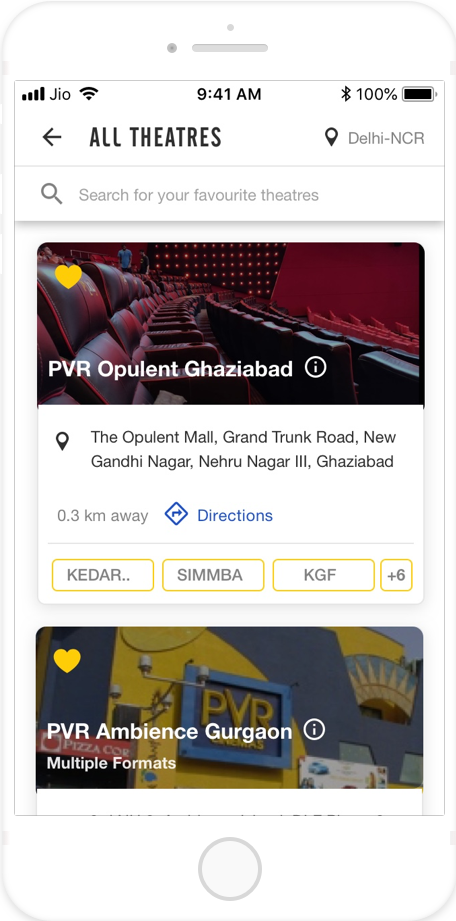 Jio 9:41 AM 100%
ALL THEATRES Delhi-NCR
Search for your favourite theatres
PVR Opulent Ghaziabad
The Opulent Mall, Grand Trunk Road, New
Gandhi Nagar, Nehru Nagar III, Ghaziabad
0.3 km away Directions
KEDAR.. SIMMBA KGF +6
PVR
CINEMAS
PVR Ambience Gurgaon
PIZZA COR
Multiple Formats